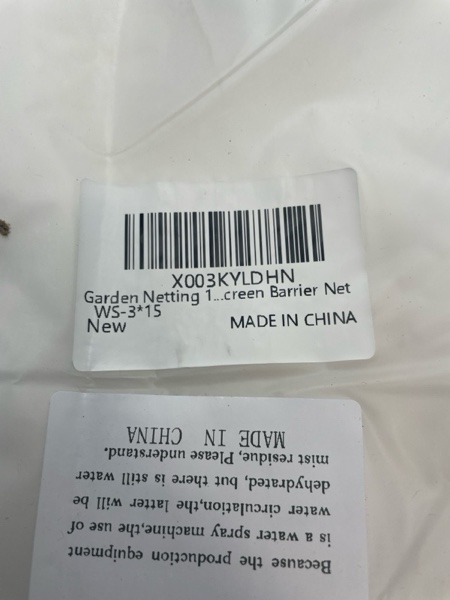 X003KYLDHN
Garden Netting 1...creen Barrier Net
WS-3*15
New
MADE IN CHINA
Because the production equipment
is a water spray machine,the use of
water circulation,the latter will be
dehydrated, but there is still water
mist residue, Please understand.
MADE IN CHINA